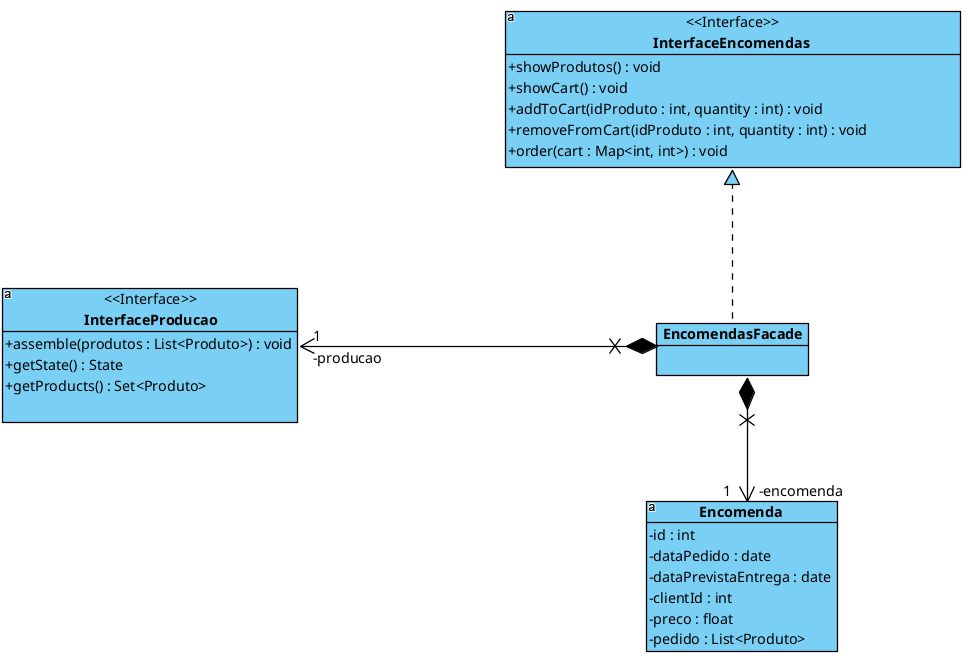 a
<<Interface>>
InterfaceEncomendas
+showProdutos() : void
+showCart() : void
+addToCart(idProduto : int, quantity : int) : void
+removeFromCart(idProduto : int, quantity : int) : void
+order(cart : Map<int, int>) : void
a
<<Interface>>
InterfaceProducao
+assemble(produtos : List<Produto>) : void
+getState() : State
+getProducts() : Set<Produto>
1
-producao
EncomendasFacade
1
-encomenda
a
Encomenda
-id : int
-dataPedido : date
-dataPrevistaEntrega : date
-clientId : int
-preco : float
-pedido : List<Produto>